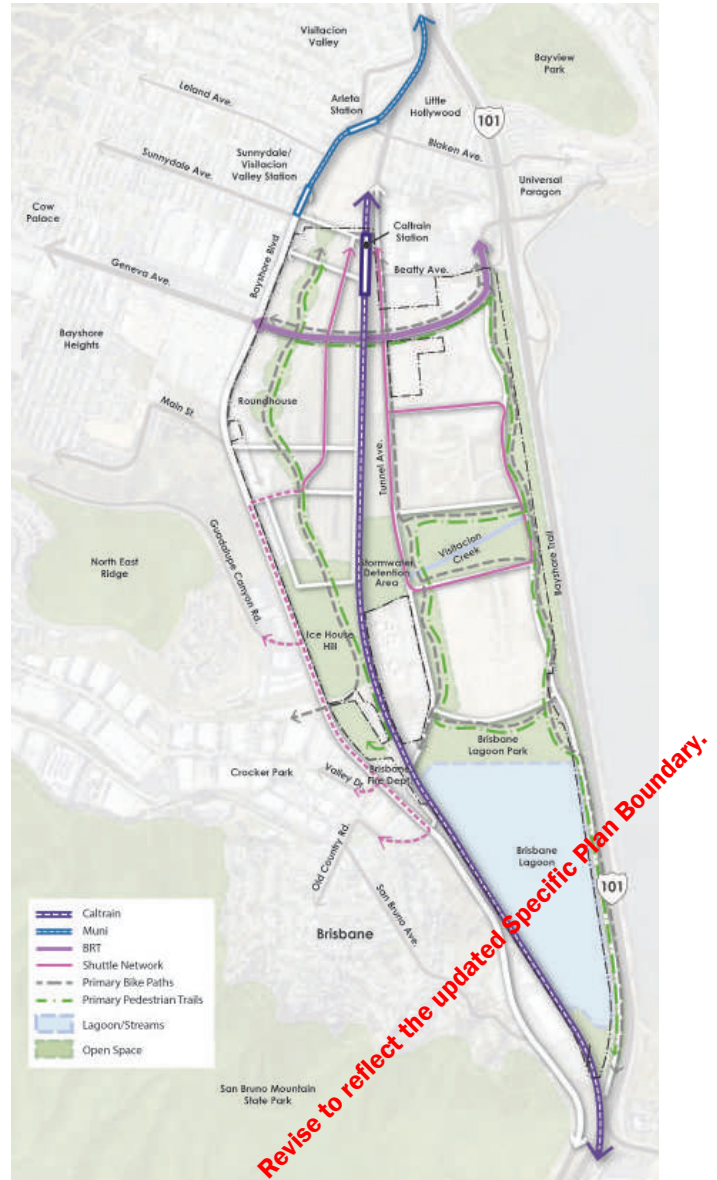 Visitacion
Valley
Bayview
Park
Leland Ave.
Arleta
Station
Little
Hollywood
101
Sunnydale Ave.
Sunnydale/
Visitacion
Valley Station
Blaken Ave.
Universal
Paragon
Cow
Palace
Caltrain
Station
Bayshore Blvd
Geneva Ave.
Beatty Ave.
Bayshore
Heights
Main St.
Roundhouse
Tunnel Ave.
Guadalupe Canyon Rd.
Visitacion
Creek
Bayshore Trail
North East
Ridge
Stormwater
Detention
Area
Ice House
Hill
Brisbane
Lagoon Park
Crocker Park
Valley Dr.
Brisbane
Fire Dept
Old Country Rd.
San Bruno Ave.
Brisbane
Lagoon
101
Brisbane
Caltrain
Muni
BRT
Shuttle Network
Primary Bike Paths
Primary Pedestrian Trails
Lagoon/Streams
Open Space
San Bruno Mountain
State Park
Revise to reflect the updated Specific Plan Boundary.